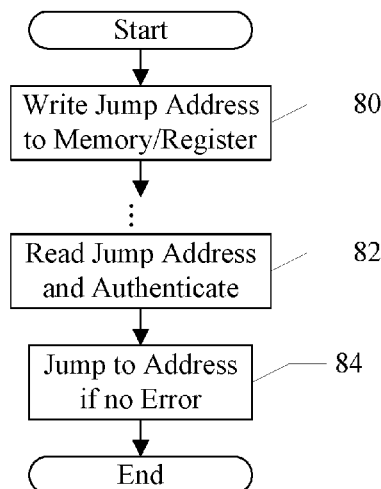 Start
Write Jump Address
to Memory/Register
80
Read Jump Address
and Authenticate
82
Jump to Address
if no Error
84
End